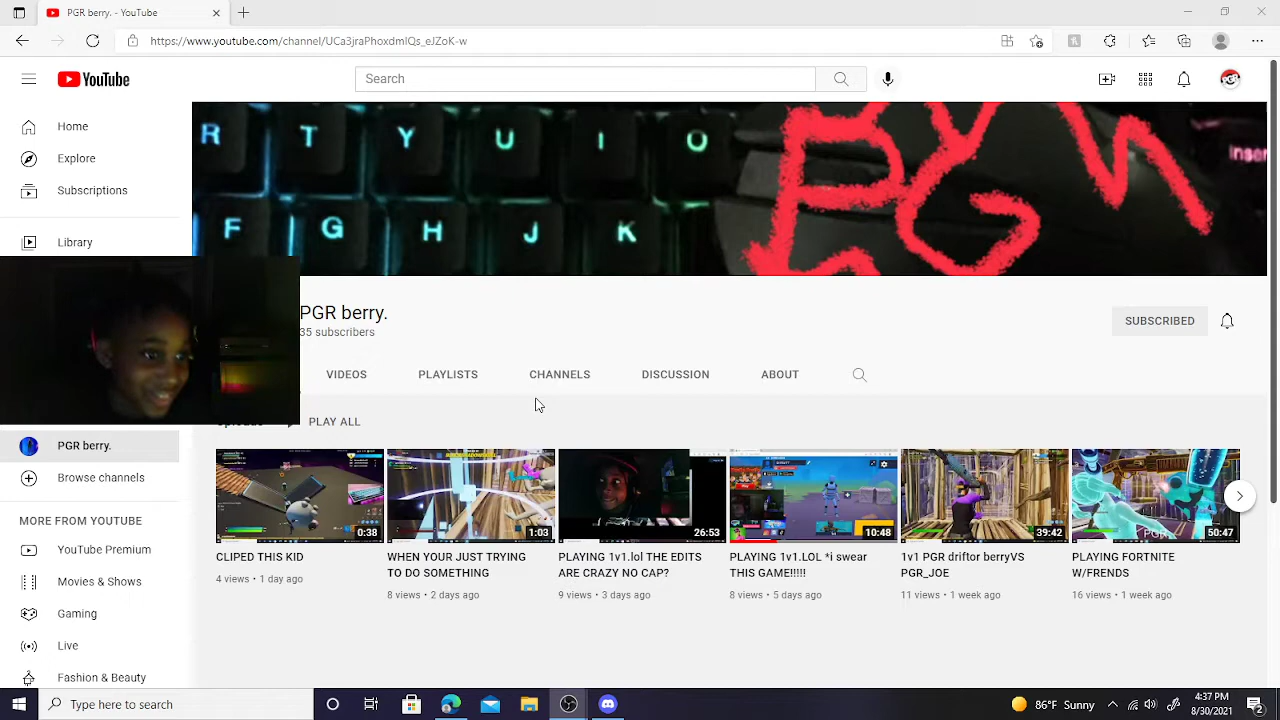 PGR berry. - YouTube
https://www.youtube.com/channel/UCa3jraPhoxdmlQs_eJZoK-w
YouTube
Search
R T Y U I O
F G H J K
PGR
Inser
Home
Explore
Subscriptions
Library
PGR berry.
35 subscribers
SUBSCRIBED
VIDEOS PLAYLISTS CHANNELS DISCUSSION ABOUT
PLAY ALL
PGR berry.
Browse channels
MORE FROM YOUTUBE
YouTube Premium
Movies & Shows
Gaming
Live
Fashion & Beauty
0:38
CLIPED THIS KID
4 views • 1 day ago
1:03
WHEN YOUR JUST TRYING
TO DO SOMETHING
8 views • 2 days ago
26:53
PLAYING 1v1.lol THE EDITS
ARE CRAZY NO CAP?
9 views • 3 days ago
10:48
PLAYING 1v1.LOL *i swear
THIS GAME!!!!!
8 views • 5 days ago
39:42
1v1 PGR driftor berryVS
PGR_JOE
11 views • 1 week ago
50:47
PLAYING FORTNITE
W/FRENDS
16 views • 1 week ago
Type here to search
86°F Sunny
4:37 PM
8/30/2021
2